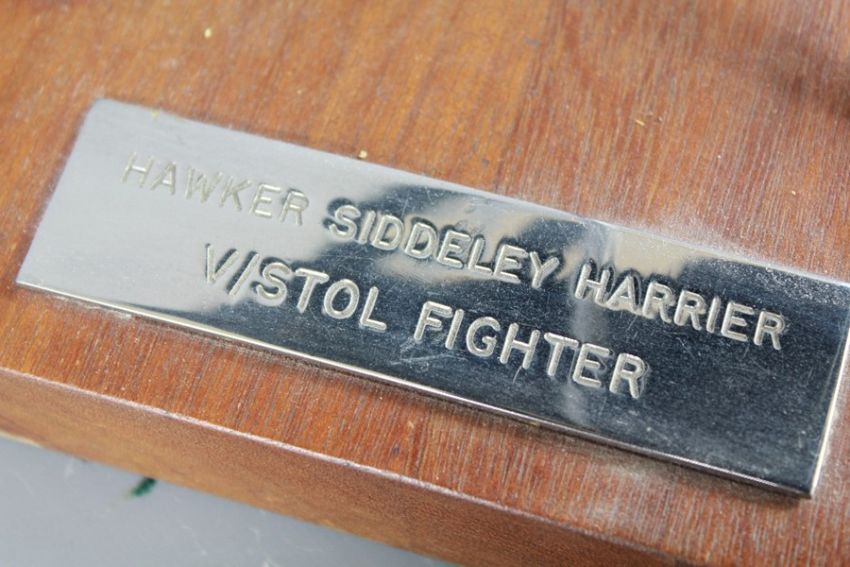 HAWKER SIDDELEY HARRIER
V/STOL FIGHTER